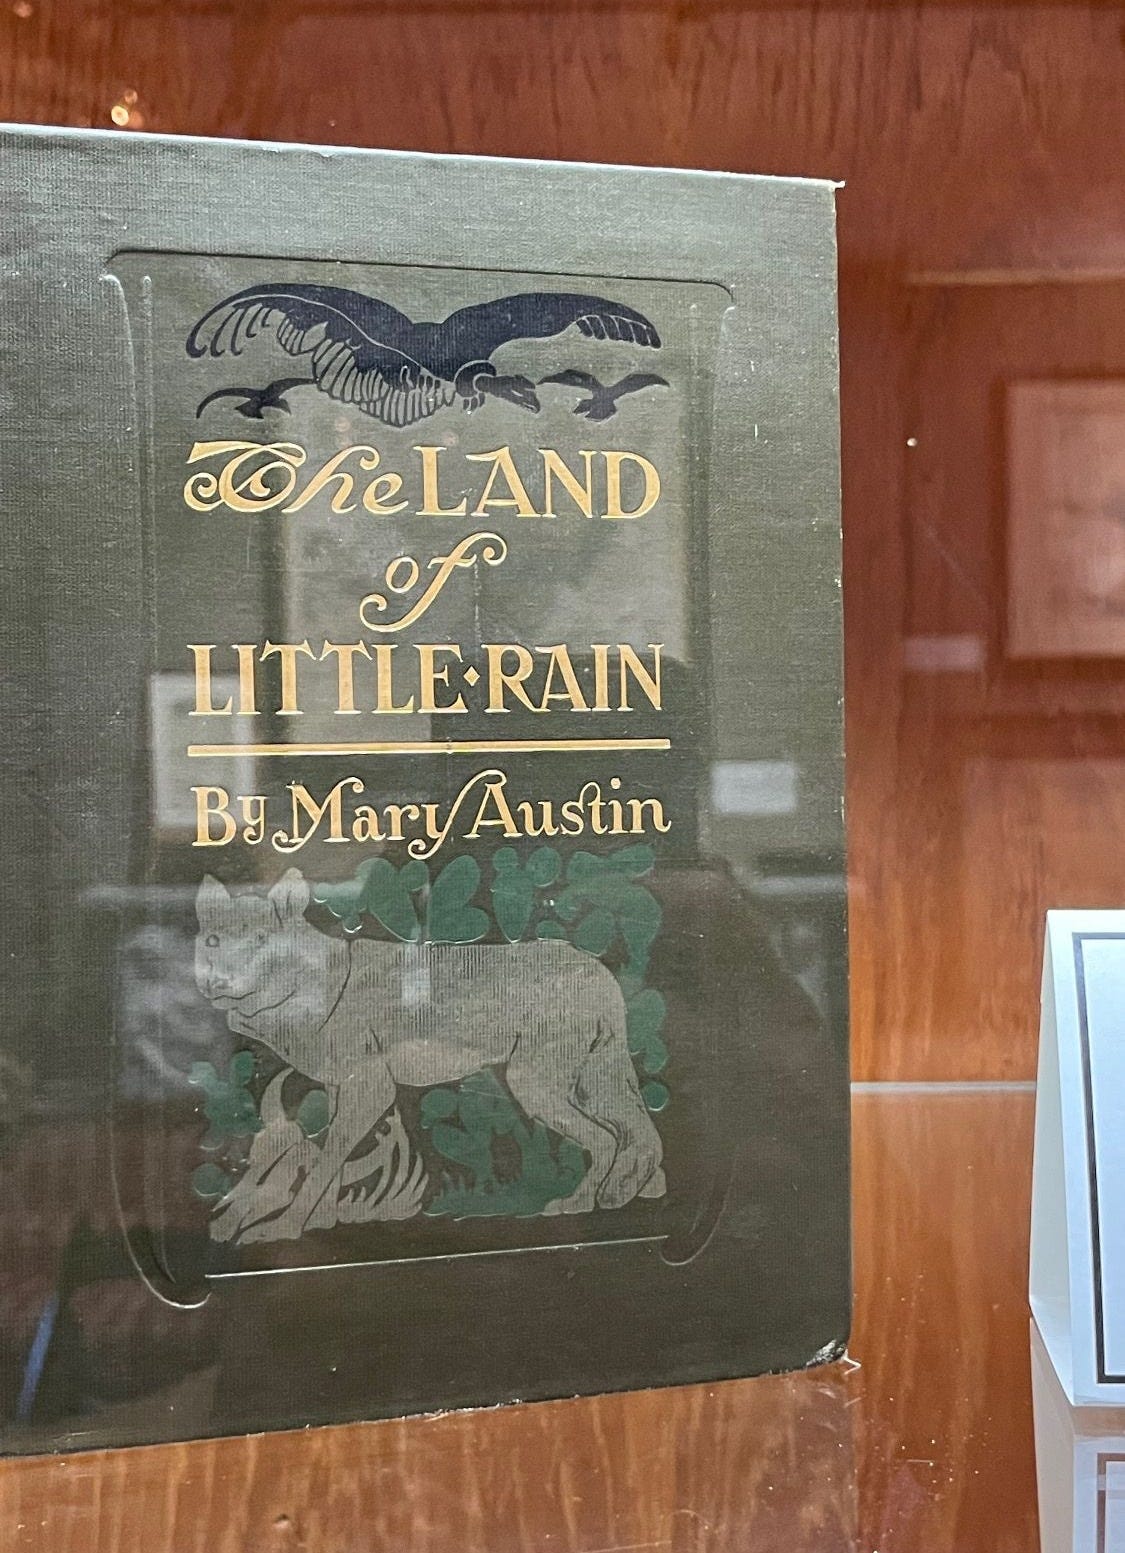 The LAND
of
LITTLE·RAIN
By Mary Austin